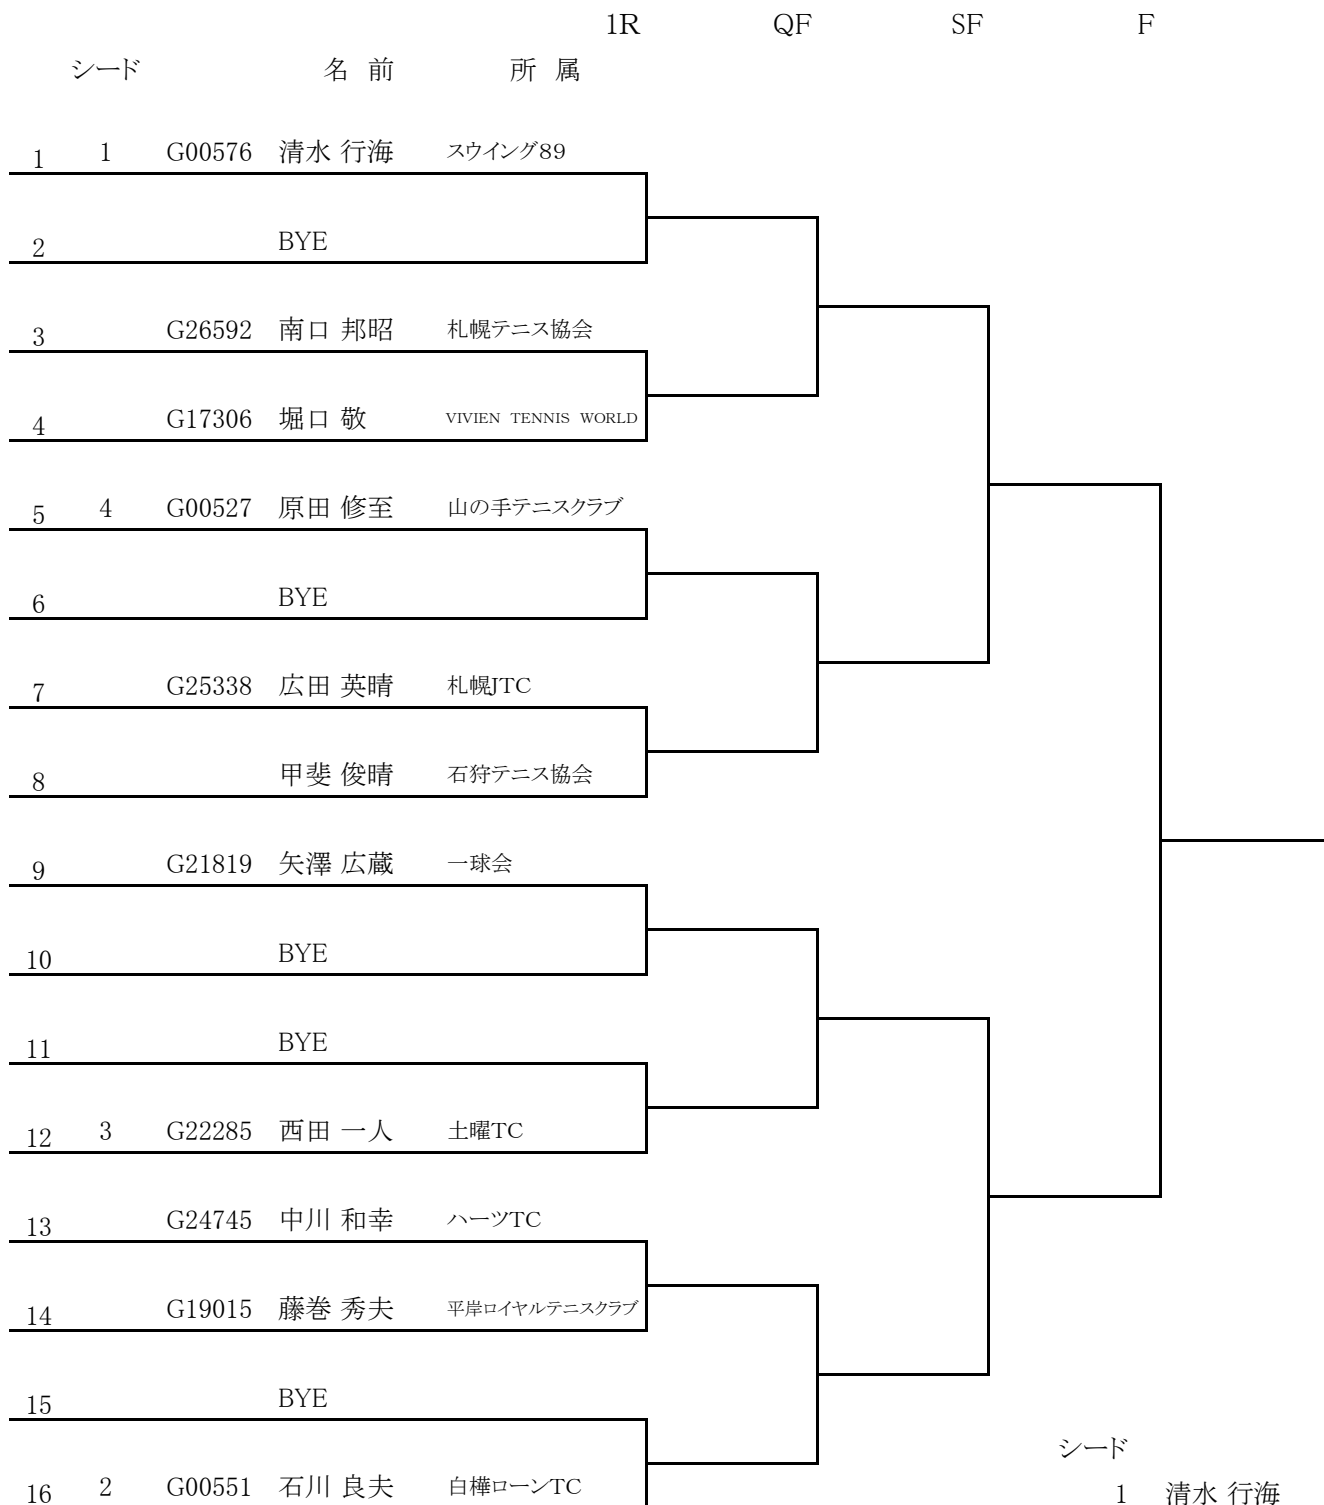 1R QF SF F
シード 名 前 所 属
1 1 G00576 清水 行海 スウイング89
2 BYE
3 G26592 南口 邦昭 札幌テニス協会
4 G17306 堀口 敬 VIVIEN TENNIS WORLD
5 4 G00527 原田 修至 山の手テニスクラブ
6 BYE
7 G25338 広田 英晴 札幌JTC
8 甲斐 俊晴 石狩テニス協会
9 G21819 矢澤 広蔵 一球会
10 BYE
11 BYE
12 3 G22285 西田 一人 土曜TC
13 G24745 中川 和幸 ハーツTC
14 G19015 藤巻 秀夫 平岸ロイヤルテニスクラブ
15 BYE
シード
16 2 G00551 石川 良夫 白樺ローンTC
1 清水 行海